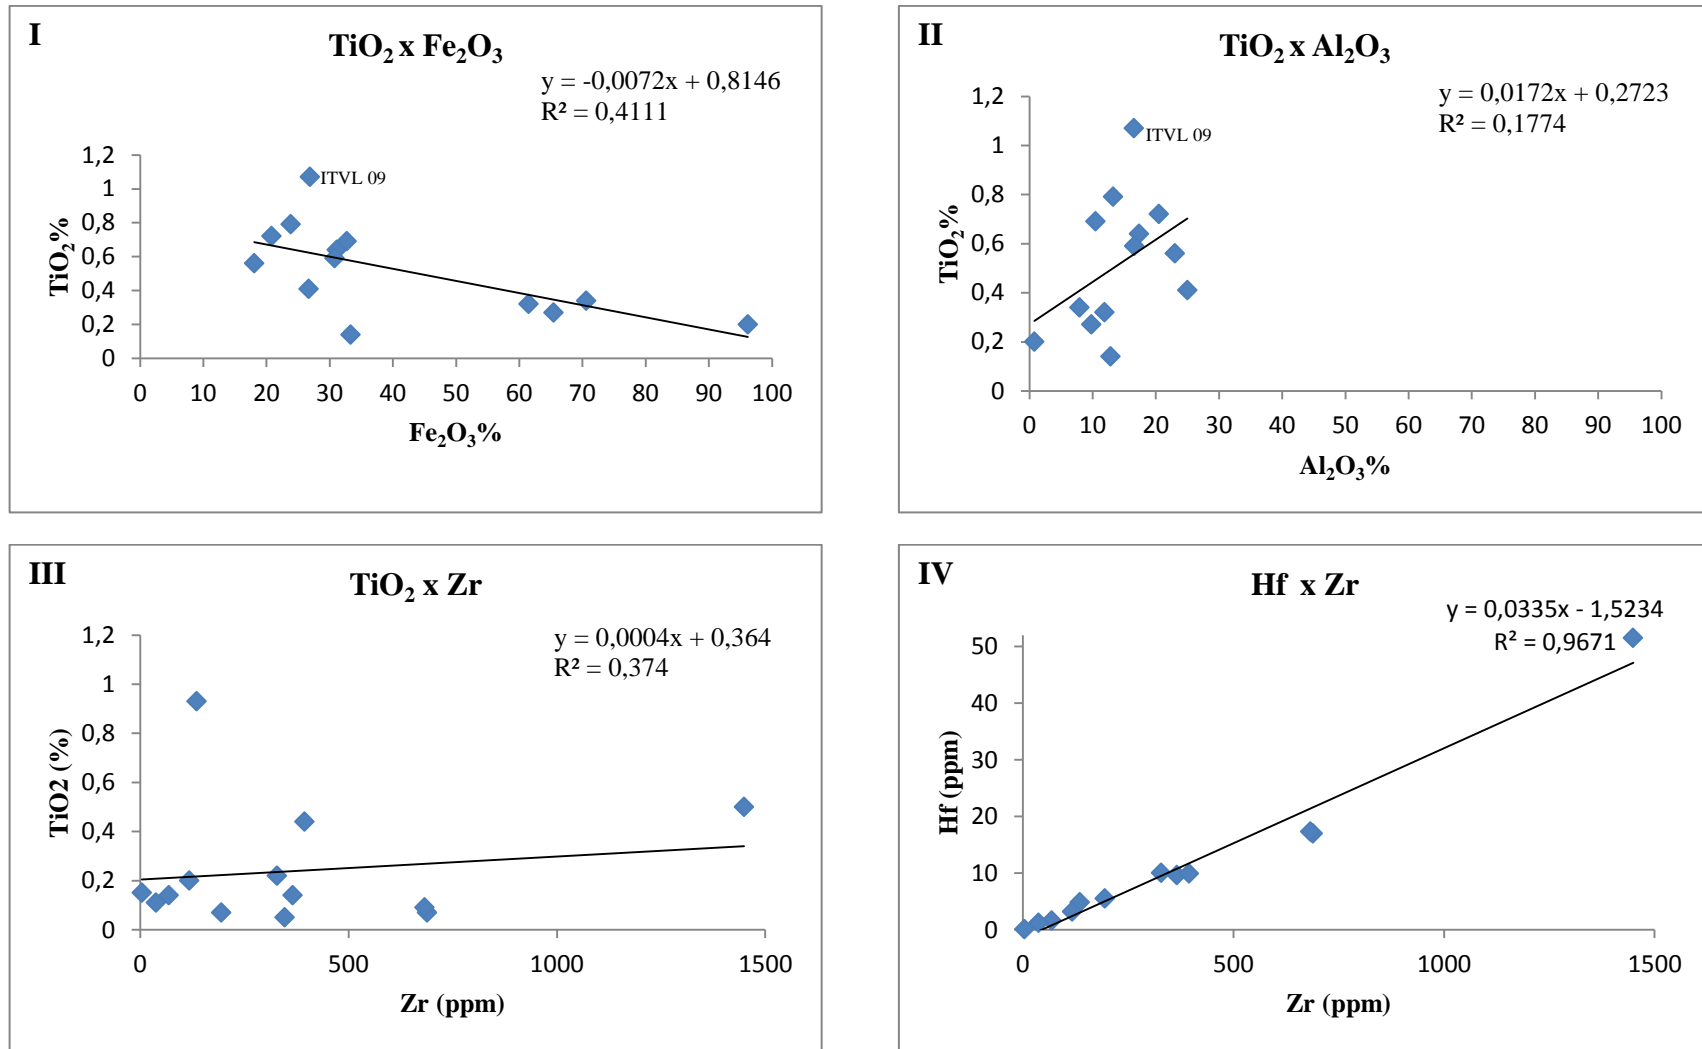 I
TiO₂ x Fe₂O₃
y = -0,0072x + 0,8146
R² = 0,4111
1,2
1
0,8
0,6
0,4
0,2
0
TiO₂%
ITVL 09
0 10 20 30 40 50 60 70 80 90 100
Fe₂O₃%
II
TiO₂ x Al₂O₃
y = 0,0172x + 0,2723
R² = 0,1774
1,2
1
0,8
0,6
0,4
0,2
0
TiO₂%
ITVL 09
0 10 20 30 40 50 60 70 80 90 100
Al₂O₃%
III
TiO₂ x Zr
y = 0,0004x + 0,364
R² = 0,374
1,2
1
0,8
0,6
0,4
0,2
0
TiO2 (%)
0 500 1000 1500
Zr (ppm)
IV
Hf x Zr
y = 0,0335x - 1,5234
R² = 0,9671
50
40
30
20
10
0
Hf (ppm)
0 500 1000 1500
Zr (ppm)